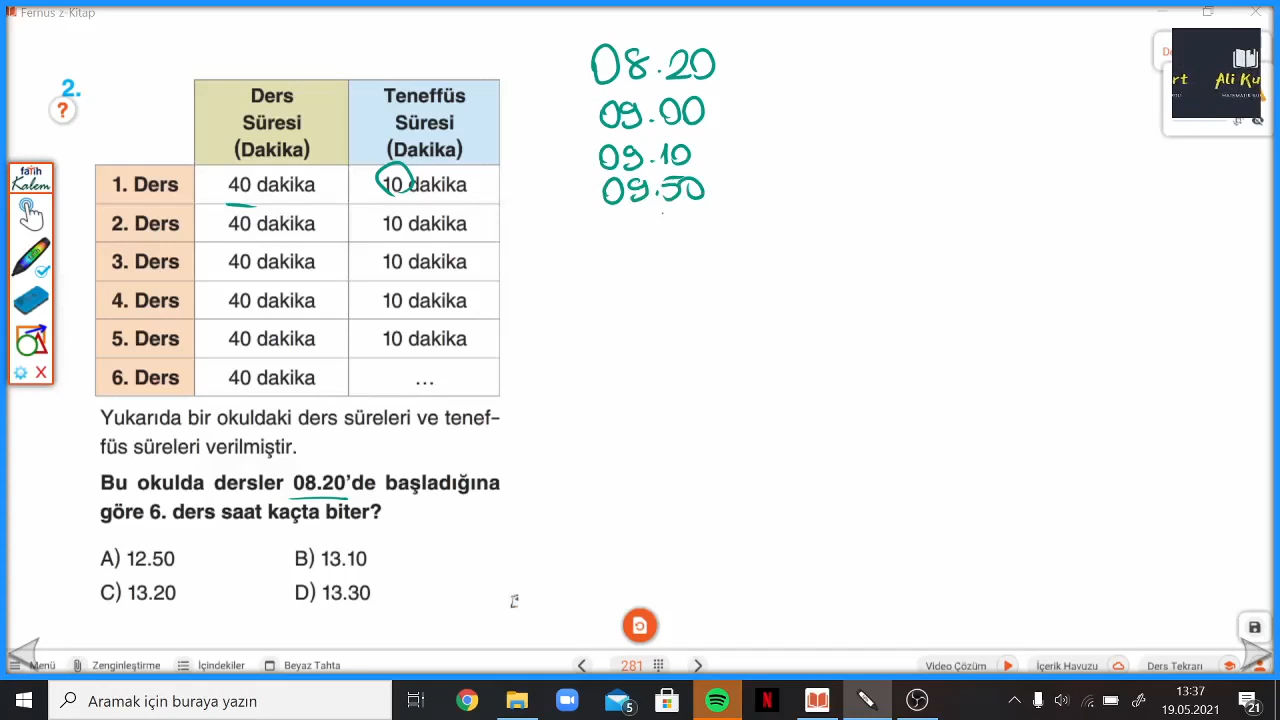 Fernus z-Kitap
2.
?
Ders Süresi (Dakika)
Teneffüs Süresi (Dakika)
1. Ders 40 dakika 10 dakika
2. Ders 40 dakika 10 dakika
3. Ders 40 dakika 10 dakika
4. Ders 40 dakika 10 dakika
5. Ders 40 dakika 10 dakika
6. Ders 40 dakika ...
Yukarıda bir okuldaki ders süreleri ve tenef-
füs süreleri verilmiştir.
Bu okulda dersler 08.20'de başladığına
göre 6. ders saat kaçta biter?
A) 12.50 B) 13.10
C) 13.20 D) 13.30
08.20
09.00
09.10
09.50
fatih
Kalem
Menü Zenginleştirme İçindekiler Beyaz Tahta 281 Video Çözüm İçerik Havuzu Ders Tekrarı
Aramak için buraya yazın
5
13:37
19.05.2021
21